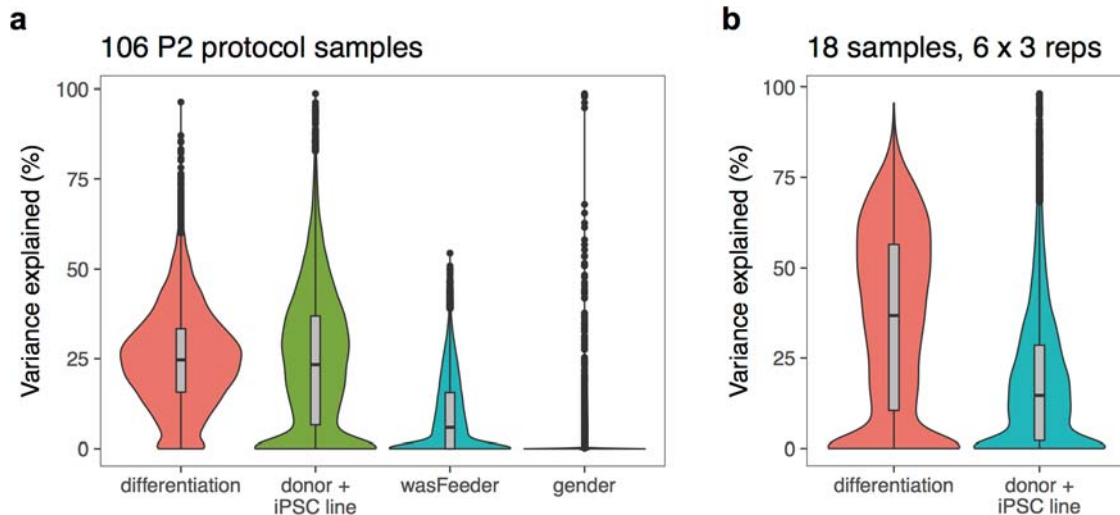 a
106 P2 protocol samples
Variance explained (%)
100
75
50
25
0
differentiation
donor +
iPSC line
wasFeeder
gender
b
18 samples, 6 x 3 reps
Variance explained (%)
100
75
50
25
0
differentiation
donor +
iPSC line